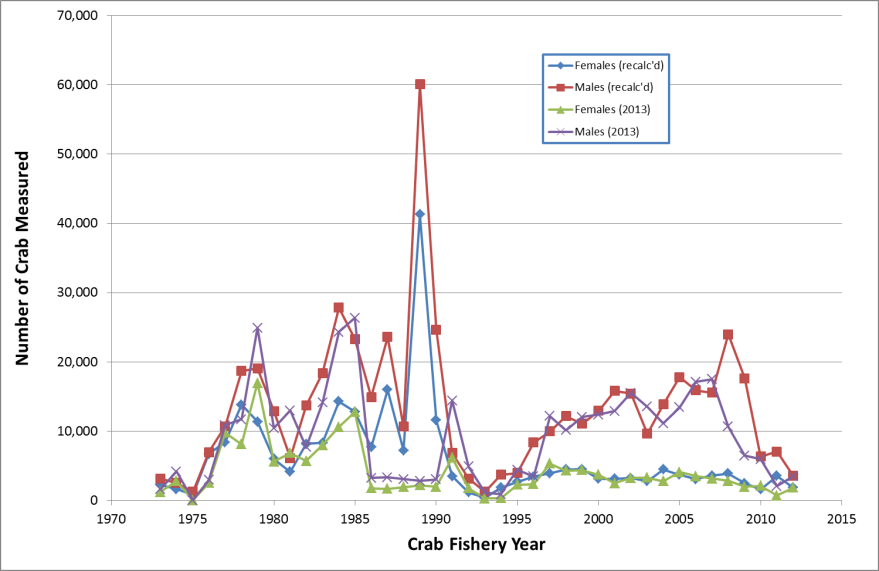 70,000
60,000
50,000
40,000
30,000
20,000
10,000
0
Number of Crab Measured
Females (recalc'd)
Males (recalc'd)
Females (2013)
Males (2013)
1970 1975 1980 1985 1990 1995 2000 2005 2010 2015
Crab Fishery Year